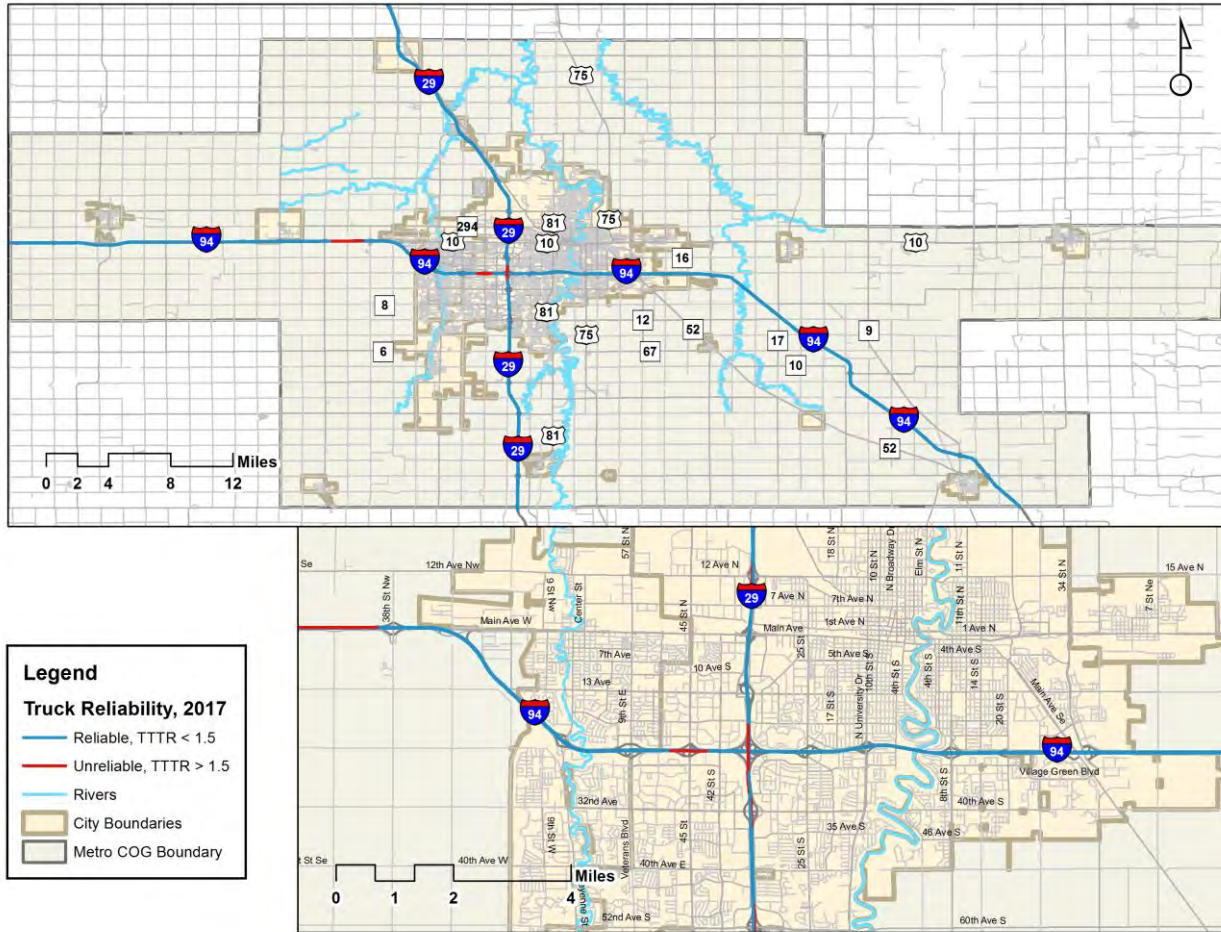 29
75
294
81
75
10
29
10
10
94
94
94
16
8
81
12
52
9
6
75
67
17
94
10
29
94
81
29
52
Miles
0 2 4 8 12
Se
12th Ave Nw
38th St Nw
9 St Nw
Center St
57 St N
12 Ave N
18 St N
10 St N
N Broadway Dr
Elm St N
11 St N
34 St N
15 Ave N
7 St Ne
29
7 Ave N
7th Ave N
11th St N
Main Ave W
45 St N
Main Ave
1st Ave N
1 Ave N
7th Ave
10 Ave S
25 St
5th Ave S
4th Ave S
13 Ave
9th St E
17 St S
N University Dr
10th St S
4th St S
4th St S
14 St S
20 St S
Main Ave Se
94
94
Village Green Blvd
32nd Ave
42 St S
8th St S
40th Ave S
9th St W
Veterans Blvd
45 St
25 St S
35 Ave S
46 Ave S
t St Se
40th Ave W
40th Ave E
Miles
0 2 4
52nd Ave S
60th Ave S
Legend
Truck Reliability, 2017
Reliable, TTTR < 1.5
Unreliable, TTTR > 1.5
Rivers
City Boundaries
Metro COG Boundary